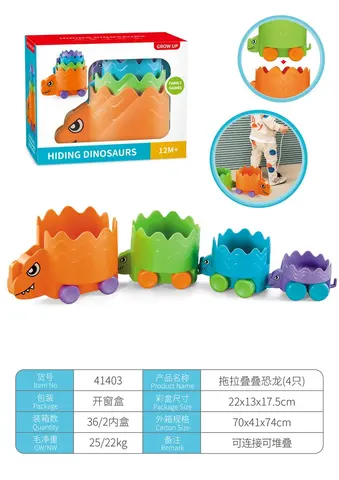 GROW UP
FAMILY GAMES
HIDING DINOSAURS
12M+
货号 Item No
41403
产品名称 Product Name
拖拉叠叠恐龙(4只)
包装 Package
开窗盒
彩盒尺寸 Package Size
22x13x17.5cm
装箱数 Quantity
36/2内盒
外箱规格 Carton Size
70x41x74cm
毛净重 GW/NW
25/22kg
备注 Remark
可连接可堆叠